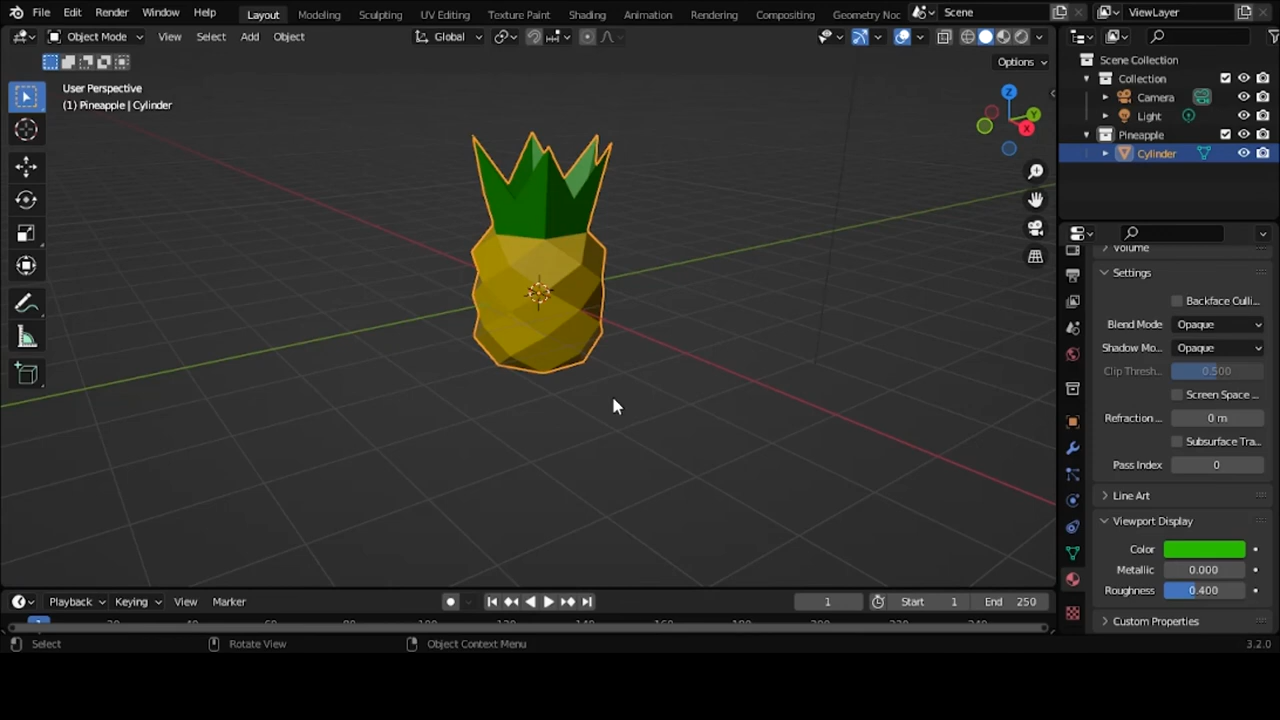 File Edit Render Window Help Layout Modeling Sculpting UV Editing Texture Paint Shading Animation Rendering Compositing Geometry Noc Scene ViewLayer
Object Mode View Select Add Object Global
Options
User Perspective
(1) Pineapple | Cylinder
Z
Y
X
Scene Collection
Collection
Camera
Light
Pineapple
Cylinder
Volume
Settings
Backface Culli...
Blend Mode Opaque
Shadow Mo... Opaque
Clip Thresh... 0.500
Screen Space ...
Refraction ... 0 m
Subsurface Tra...
Pass Index 0
Line Art
Viewport Display
Color
Metallic 0.000
Roughness 0.400
Custom Properties
Playback Keying View Marker 1 Start 1 End 250
Select Rotate View Object Context Menu 3.2.0